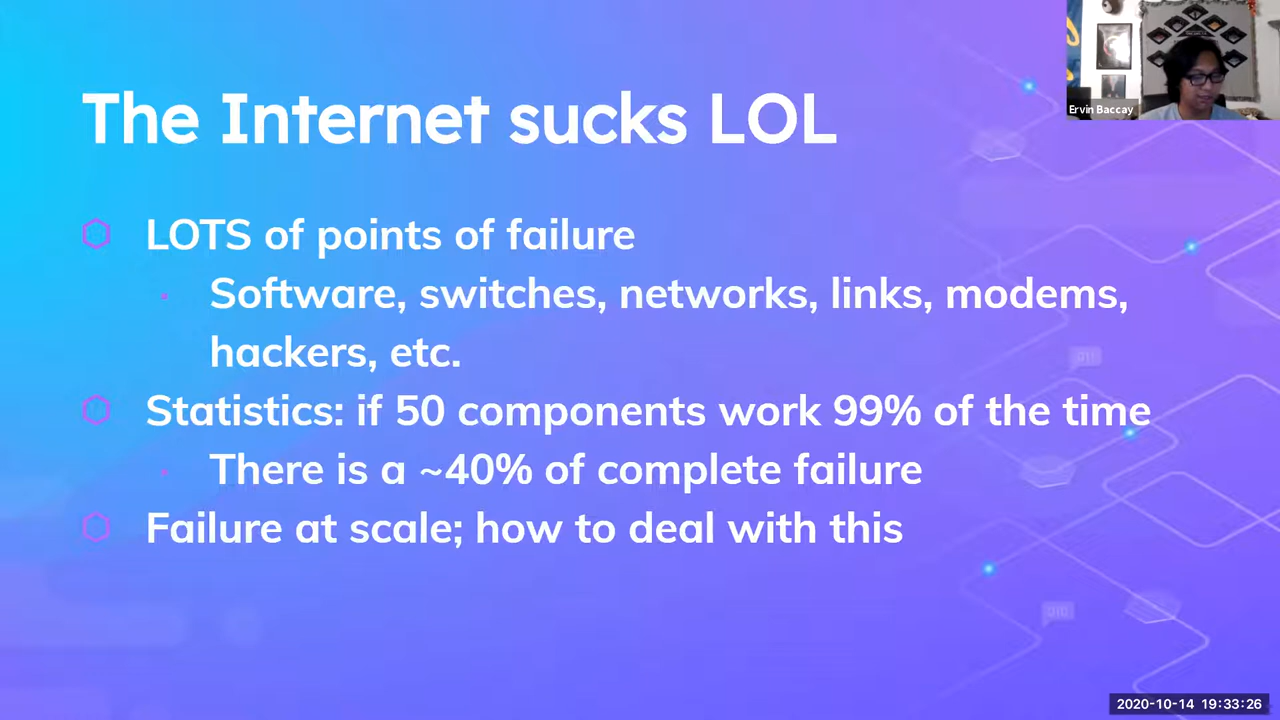 The Internet sucks LOL
LOTS of points of failure
Software, switches, networks, links, modems,
hackers, etc.
Statistics: if 50 components work 99% of the time
There is a ~40% of complete failure
Failure at scale; how to deal with this
Ervin Baccay
2020-10-14 19:33:26